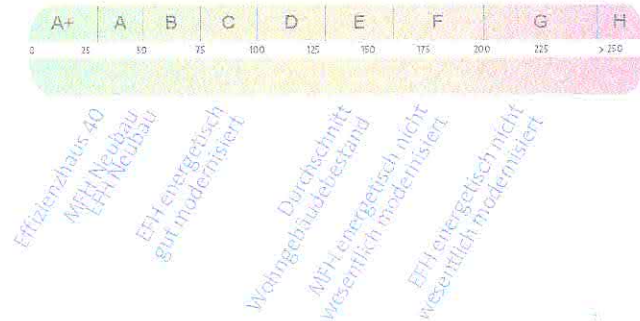 A+ A B C D E F G H
0 25 50 75 100 125 150 175 200 225 > 250
Effizienzhaus 40
MFH Neubau
EFH Neubau
EFH energetisch
gut modernisiert
Durchschnitt
Wohngebäudebestand
MFH energetisch nicht
wesentlich modernisiert
EFH energetisch nicht
wesentlich modernisiert